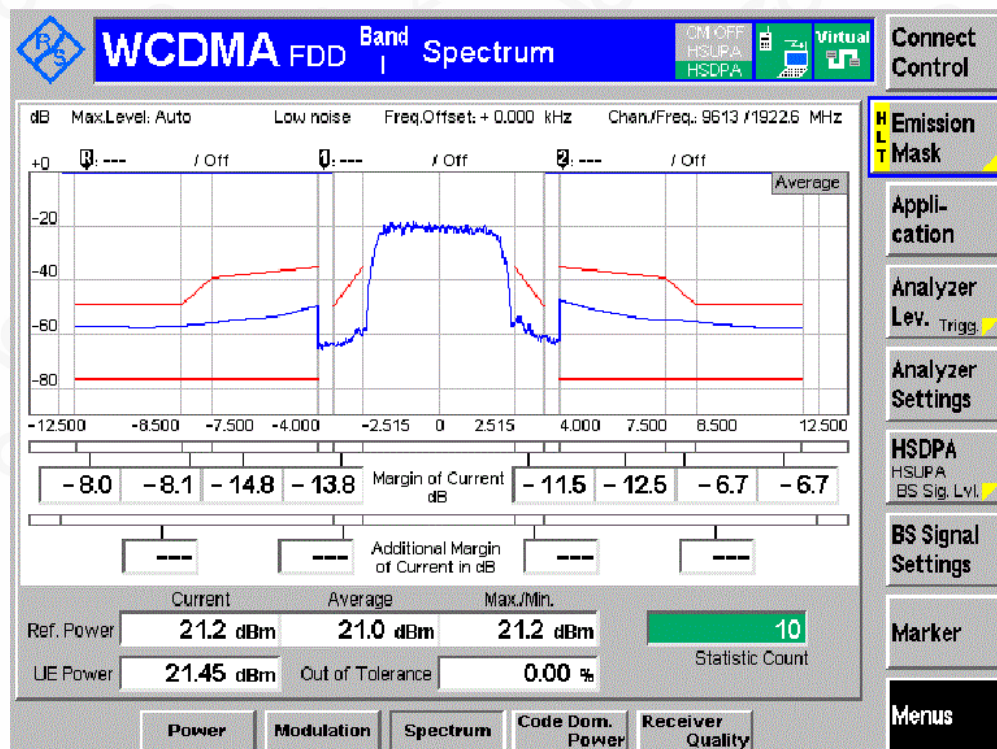 R&S WCDMA FDD Band I Spectrum CM OFF HSUPA HSDPA Virtual
Connect Control
dB Max.Level: Auto Low noise Freq.Offset: + 0.000 kHz Chan./Freq.: 9613 / 1922.6 MHz
R: --- / Off 1: --- / Off 2: --- / Off
Average
+0
-20
-40
-60
-80
-12.500 -8.500 -7.500 -4.000 -2.515 0 2.515 4.000 7.500 8.500 12.500
- 8.0 - 8.1 - 14.8 - 13.8 Margin of Current dB - 11.5 - 12.5 - 6.7 - 6.7
--- --- Additional Margin of Current in dB --- ---
Current Average Max./Min.
Ref. Power 21.2 dBm 21.0 dBm 21.2 dBm 10
Statistic Count
UE Power 21.45 dBm Out of Tolerance 0.00 %
Power Modulation Spectrum Code Dom. Power Receiver Quality
HLT Emission Mask
Appli-
cation
Analyzer
Lev. Trigg.
Analyzer
Settings
HSDPA
HSUPA
BS Sig. Lvl.
BS Signal
Settings
Marker
Menus